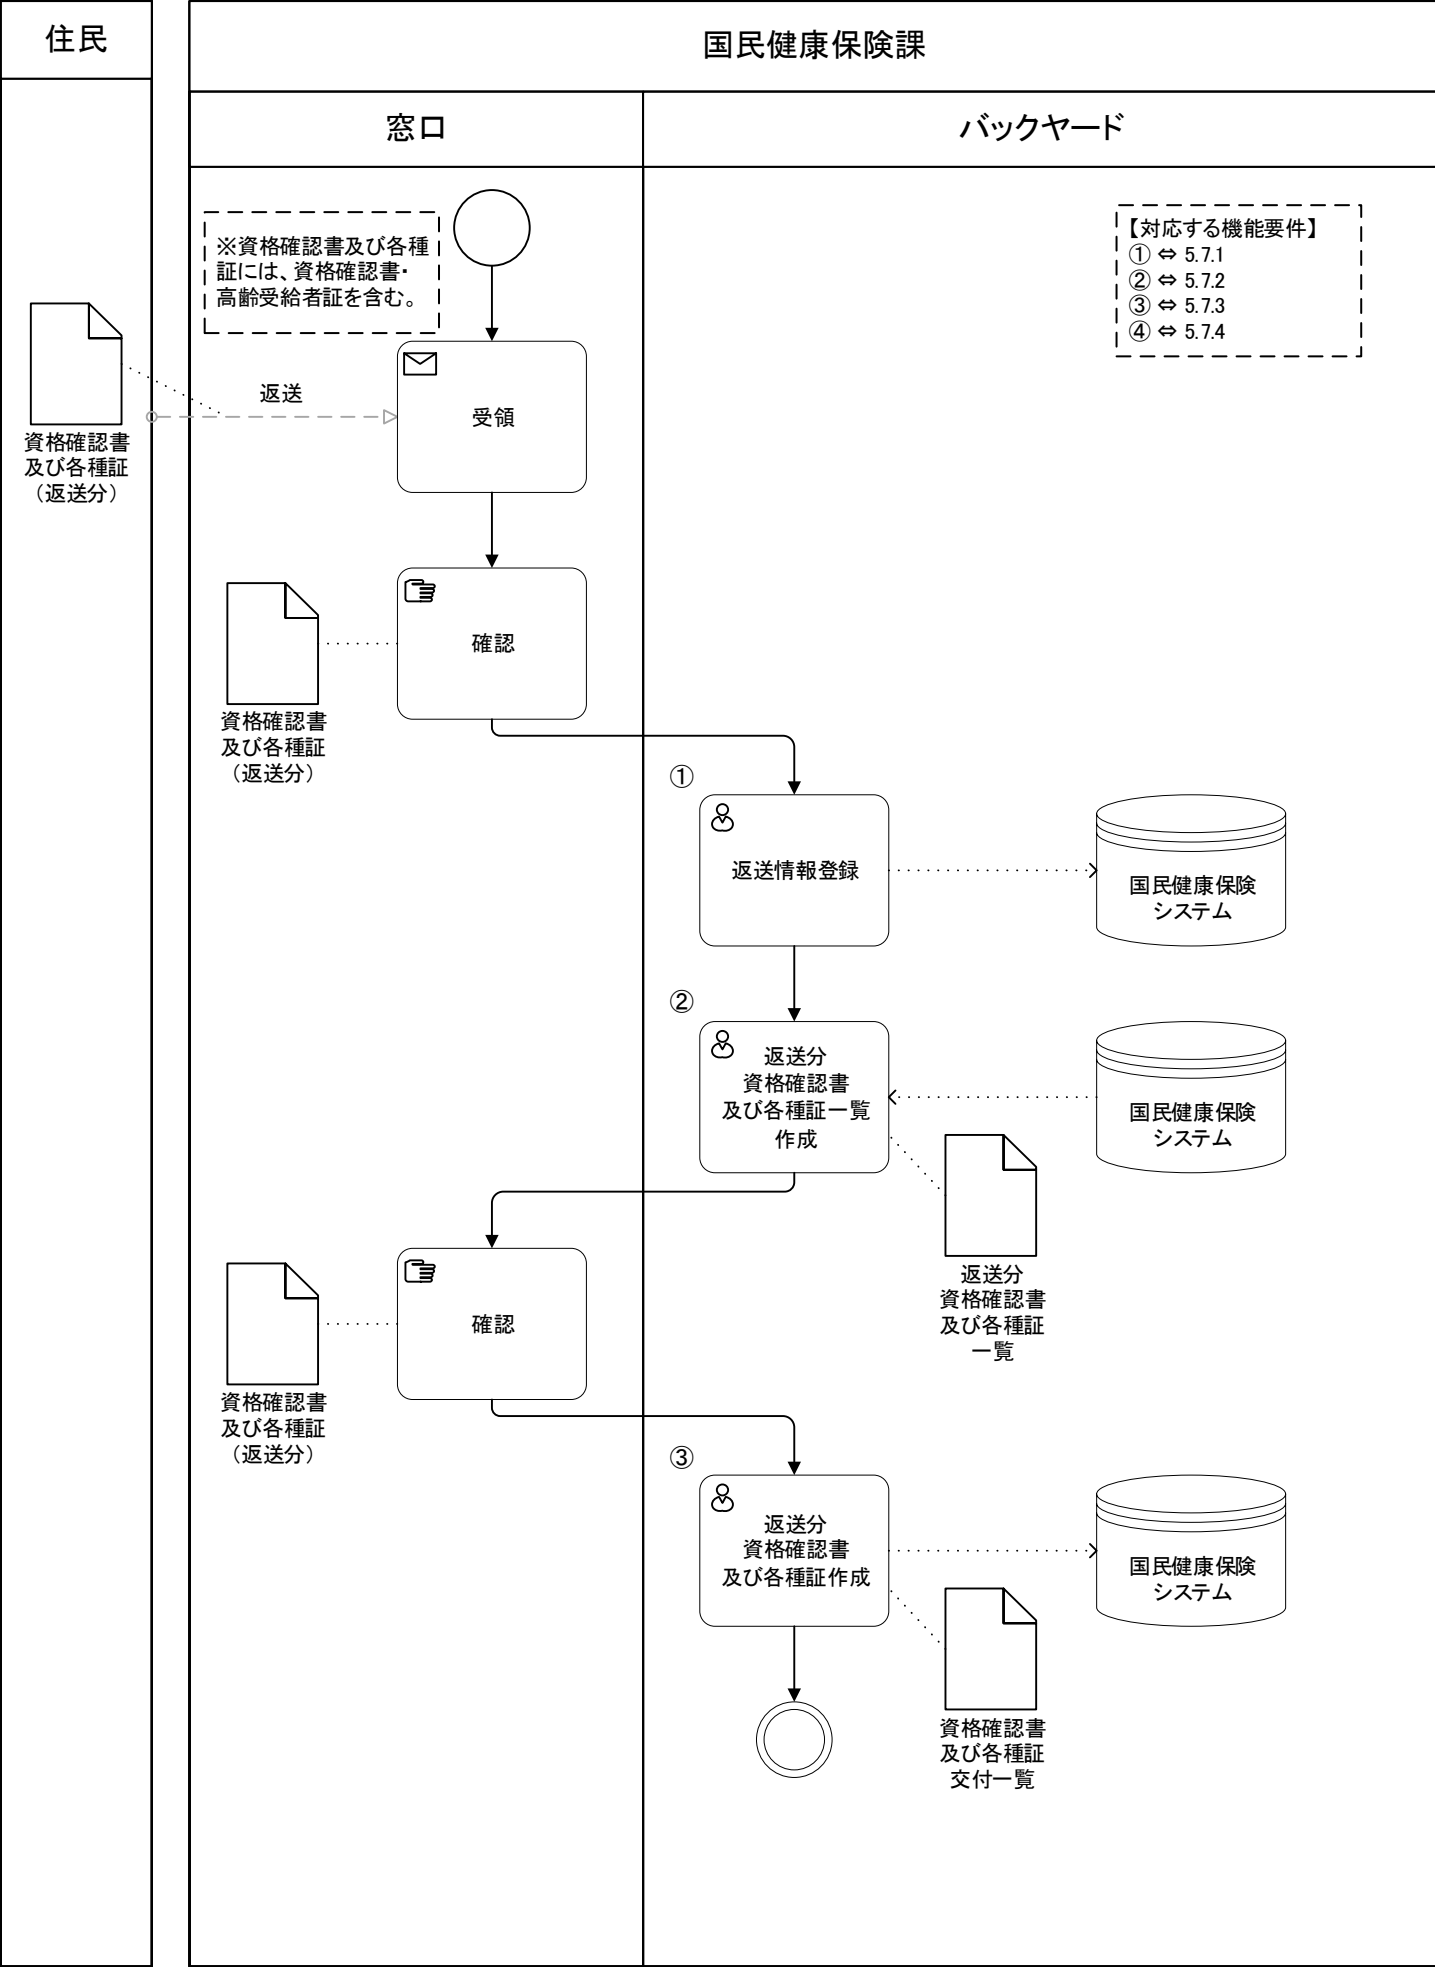 住民
国民健康保険課
窓口
バックヤード
※資格確認書及び各種
証には、資格確認書・
高齢受給者証を含む。
【対応する機能要件】
① ⇔ 5.7.1
② ⇔ 5.7.2
③ ⇔ 5.7.3
④ ⇔ 5.7.4
返送
受領
資格確認書
及び各種証
（返送分）
確認
資格確認書
及び各種証
（返送分）
①
返送情報登録
国民健康保険
システム
②
返送分
資格確認書
及び各種証一覧
作成
国民健康保険
システム
返送分
資格確認書
及び各種証
一覧
確認
資格確認書
及び各種証
（返送分）
③
返送分
資格確認書
及び各種証作成
国民健康保険
システム
資格確認書
及び各種証
交付一覧